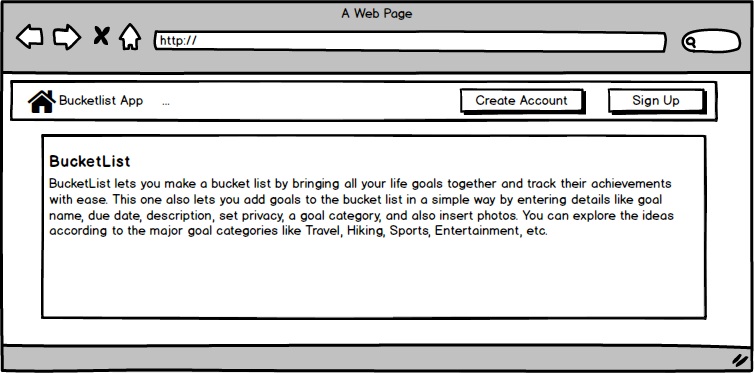 A Web Page
http://
Bucketlist App ... Create Account Sign Up
BucketList
BucketList lets you make a bucket list by bringing all your life goals together and track their achievements
with ease. This one also lets you add goals to the bucket list in a simple way by entering details like goal
name, due date, description, set privacy, a goal category, and also insert photos. You can explore the ideas
according to the major goal categories like Travel, Hiking, Sports, Entertainment, etc.